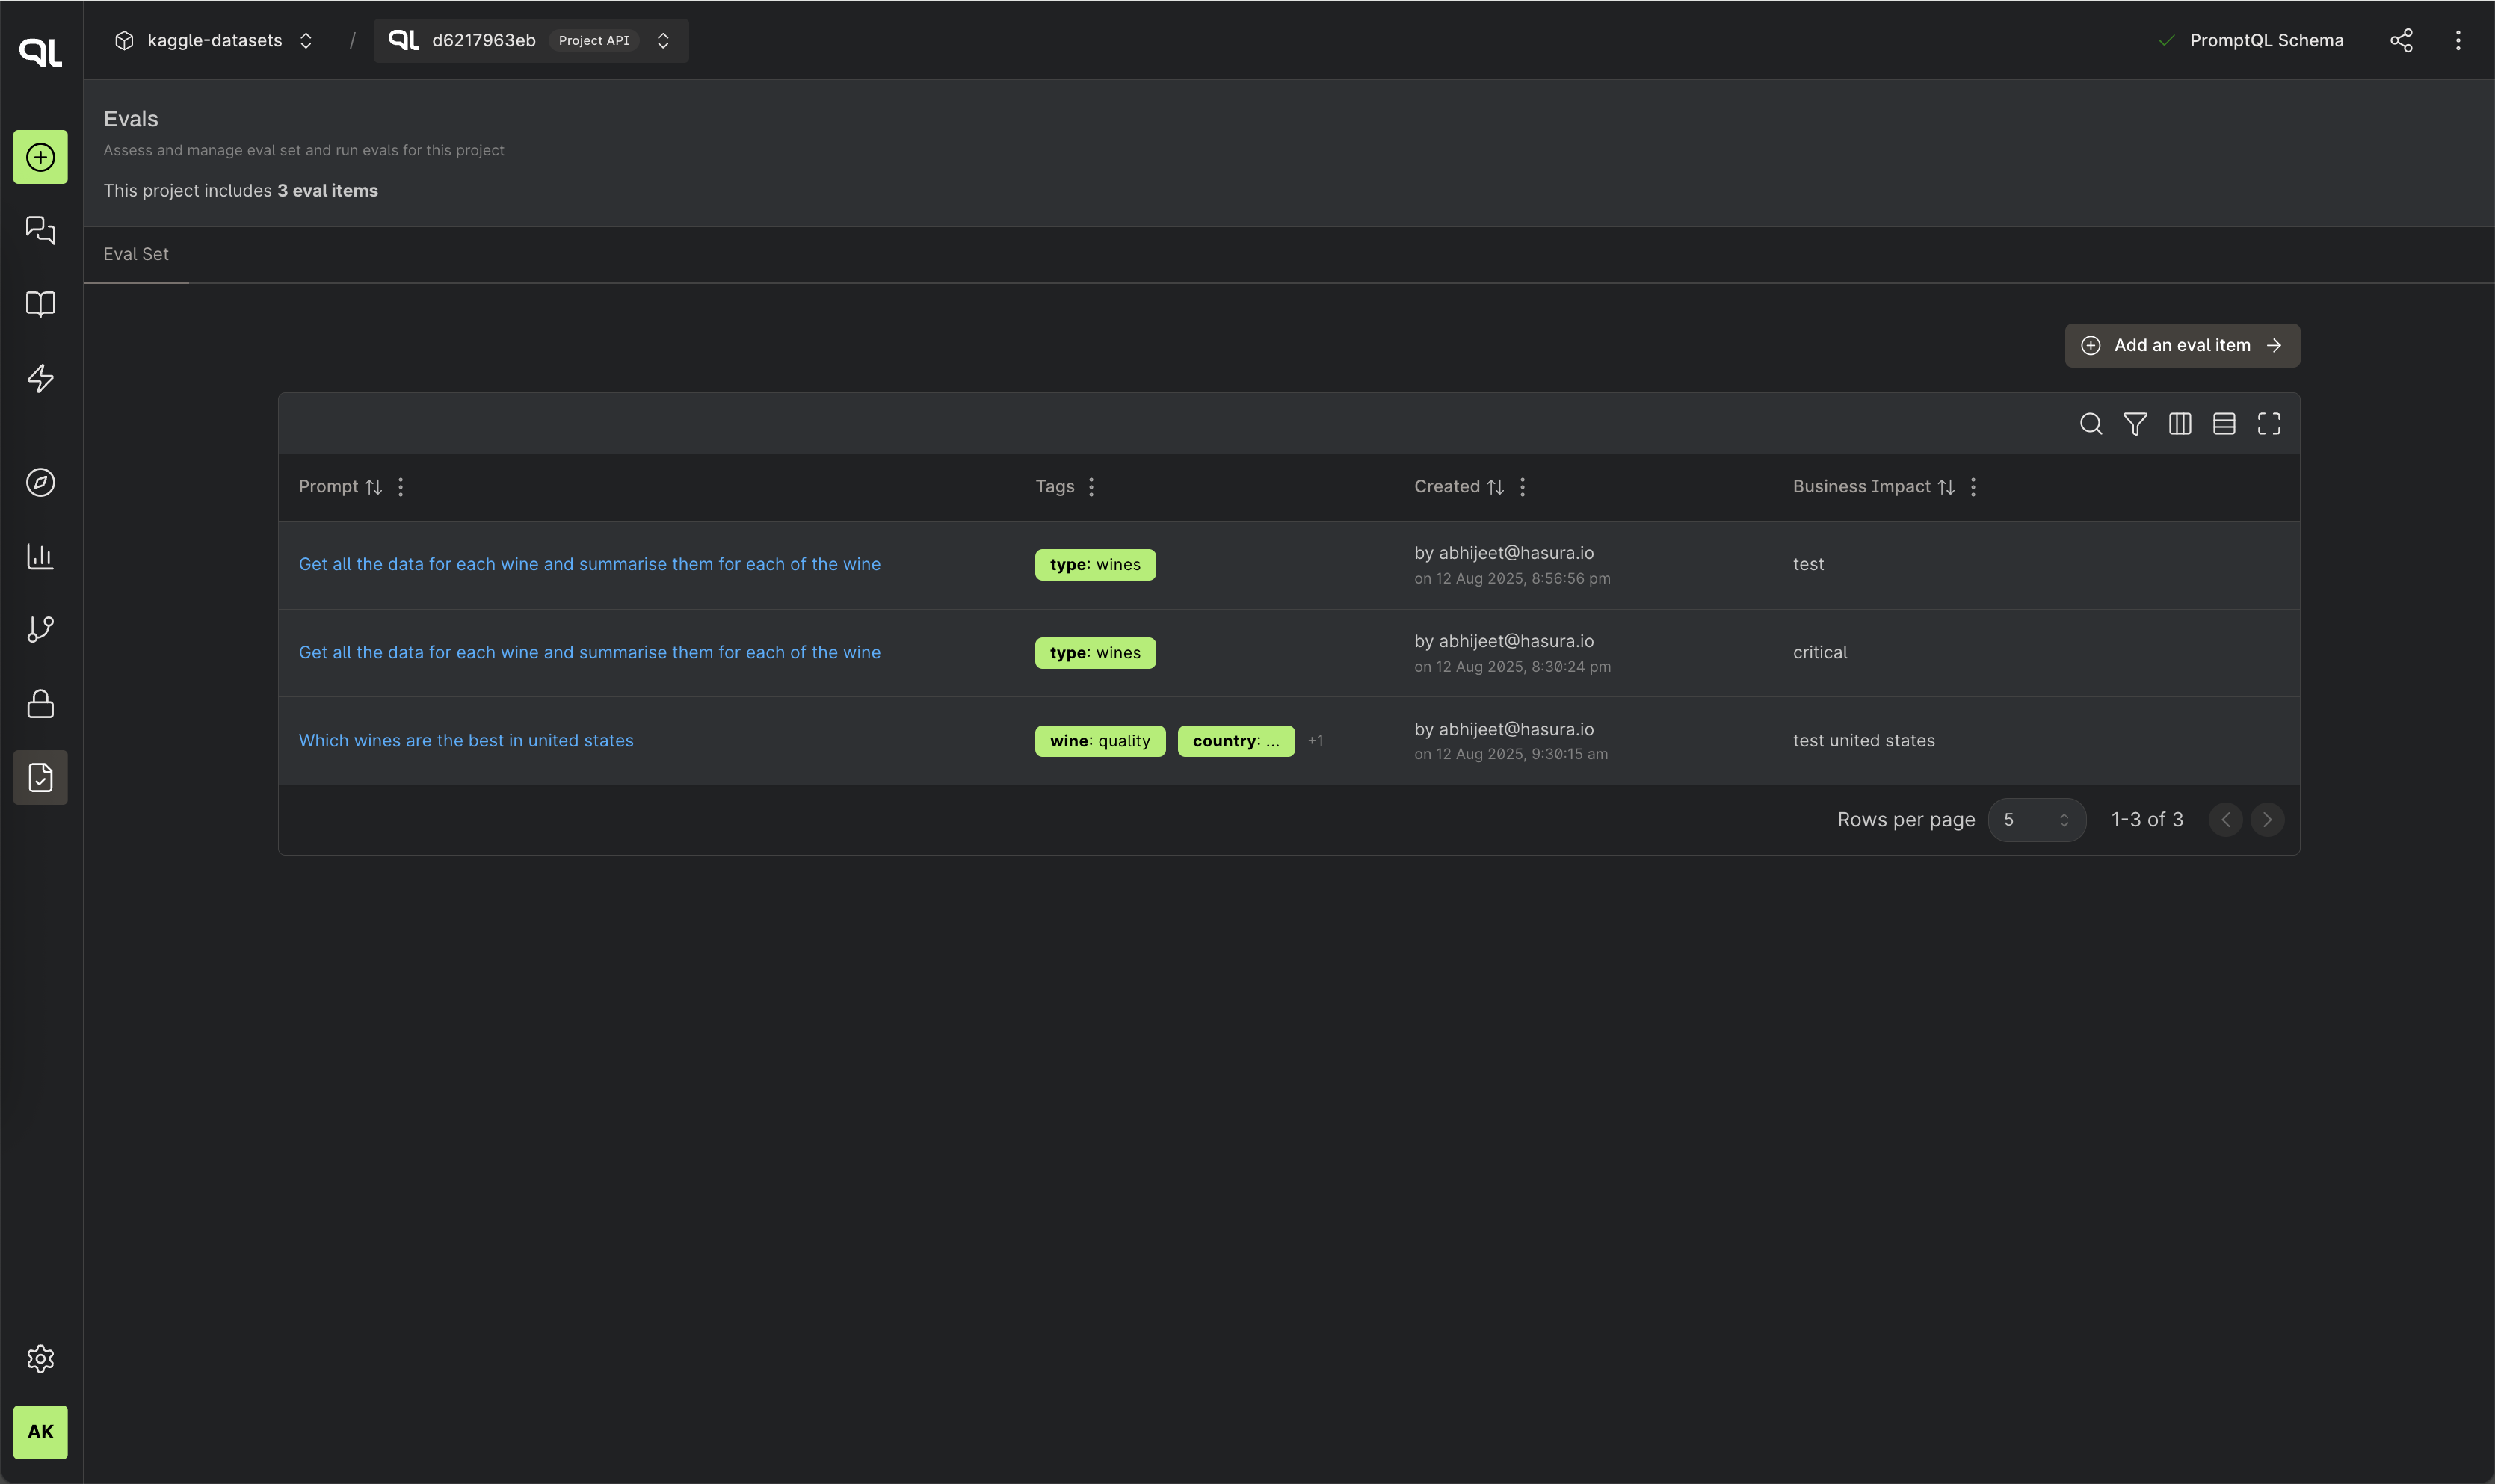 QL
kaggle-datasets / QL d6217963eb Project API
PromptQL Schema
Evals
Assess and manage eval set and run evals for this project
This project includes 3 eval items
Eval Set
Add an eval item
Prompt Tags Created Business Impact
Get all the data for each wine and summarise them for each of the wine type: wines by abhijeet@hasura.io test
on 12 Aug 2025, 8:56:56 pm
Get all the data for each wine and summarise them for each of the wine type: wines by abhijeet@hasura.io critical
on 12 Aug 2025, 8:30:24 pm
Which wines are the best in united states wine: quality country: ... +1 by abhijeet@hasura.io test united states
on 12 Aug 2025, 9:30:15 am
Rows per page 5 1-3 of 3
AK